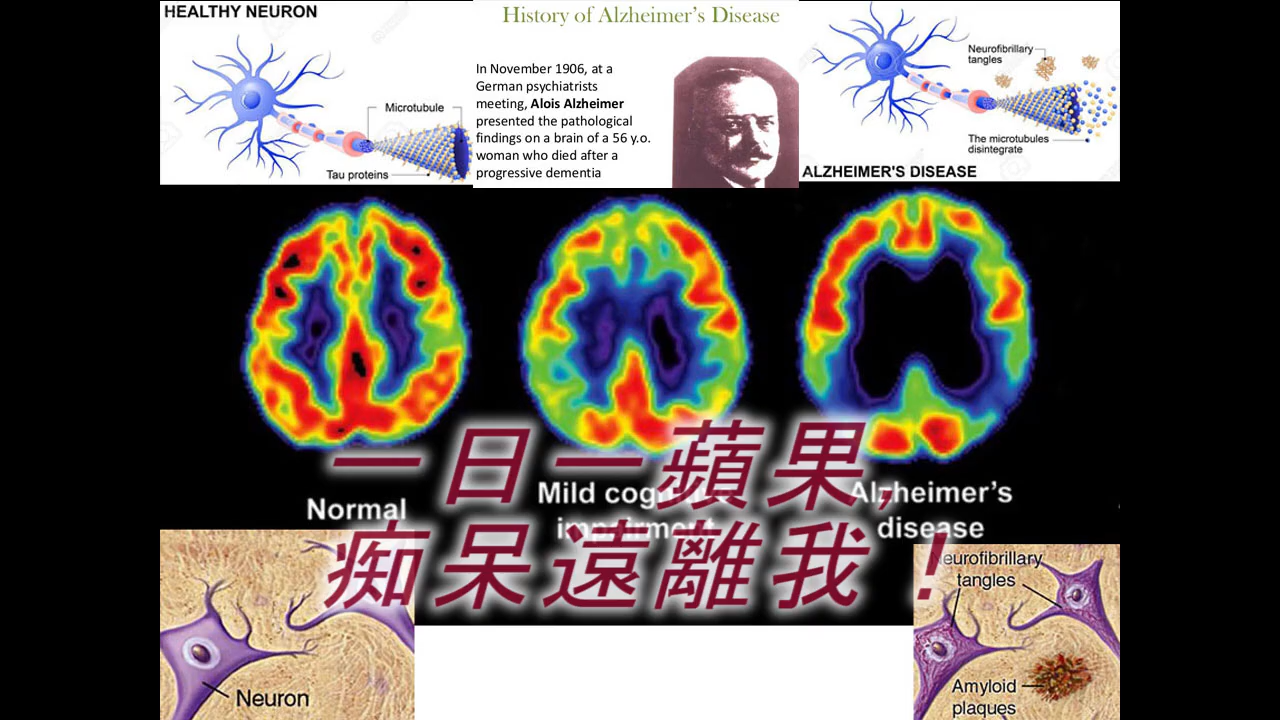 HEALTHY NEURON
Microtubule
Tau proteins
History of Alzheimer's Disease
In November 1906, at a
German psychiatrists
meeting, Alois Alzheimer
presented the pathological
findings on a brain of a 56 y.o.
woman who died after a
progressive dementia
Neurofibrillary
tangles
The microtubules
disintegrate
ALZHEIMER'S DISEASE
一日一蘋果,
痴呆遠離我！
Normal
Mild cognitive
impairment
Alzheimer's
disease
Neuron
eurofibrillary
tangles
Amyloid
plaques